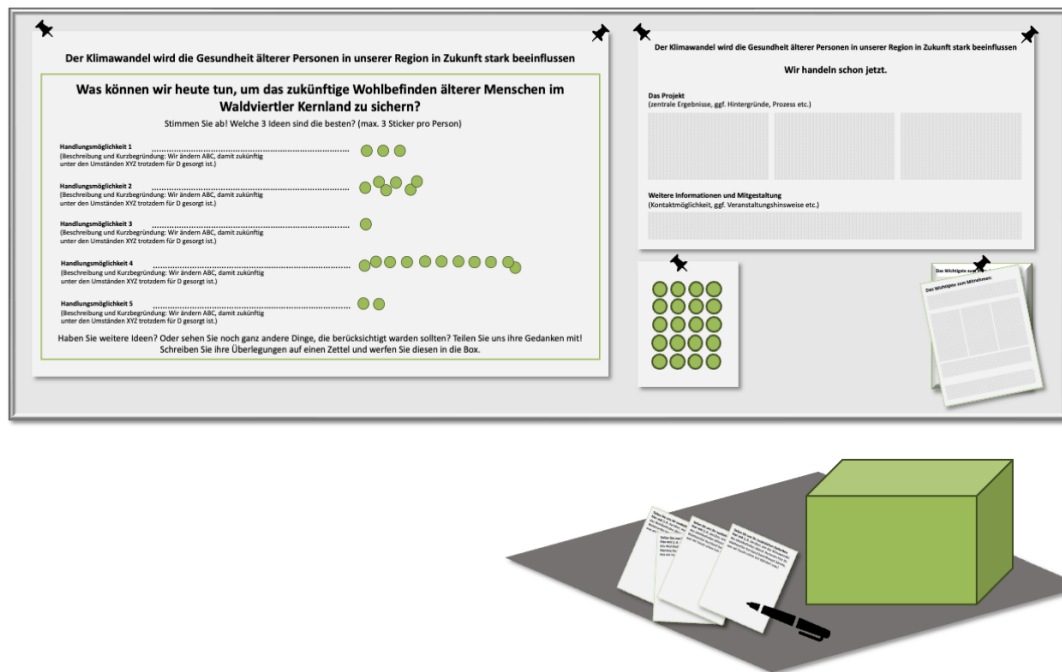 Der Klimawandel wird die Gesundheit älterer Personen in unserer Region in Zukunft stark beeinflussen
Was können wir heute tun, um das zukünftige Wohlbefinden älterer Menschen im
Waldviertler Kernland zu sichern?
Stimmen Sie ab! Welche 3 Ideen sind die besten? (max. 3 Sticker pro Person)
Handlungsmöglichkeit 1
(Beschreibung und Kurzbegründung: Wir ändern ABC, damit zukünftig
unter den Umständen XYZ trotzdem für D gesorgt ist.)
Handlungsmöglichkeit 2
(Beschreibung und Kurzbegründung: Wir ändern ABC, damit zukünftig
unter den Umständen XYZ trotzdem für D gesorgt ist.)
Handlungsmöglichkeit 3
(Beschreibung und Kurzbegründung: Wir ändern ABC, damit zukünftig
unter den Umständen XYZ trotzdem für D gesorgt ist.)
Handlungsmöglichkeit 4
(Beschreibung und Kurzbegründung: Wir ändern ABC, damit zukünftig
unter den Umständen XYZ trotzdem für D gesorgt ist.)
Handlungsmöglichkeit 5
(Beschreibung und Kurzbegründung: Wir ändern ABC, damit zukünftig
unter den Umständen XYZ trotzdem für D gesorgt ist.)
Haben Sie weitere Ideen? Oder sehen Sie noch ganz andere Dinge, die berücksichtigt warden sollten? Teilen Sie uns ihre Gedanken mit!
Schreiben Sie ihre Überlegungen auf einen Zettel und werfen Sie diesen in die Box.
Der Klimawandel wird die Gesundheit älterer Personen in unserer Region in Zukunft stark beeinflussen
Wir handeln schon jetzt.
Das Projekt
(zentrale Ergebnisse, ggf. Hintergründe, Prozess etc.)
Weitere Informationen und Mitgestaltung
(Kontaktmöglichkeit, ggf. Veranstaltungshinsweise etc.)
Das Wichtigste zum
Das Wichtigste zum Mitnehmen